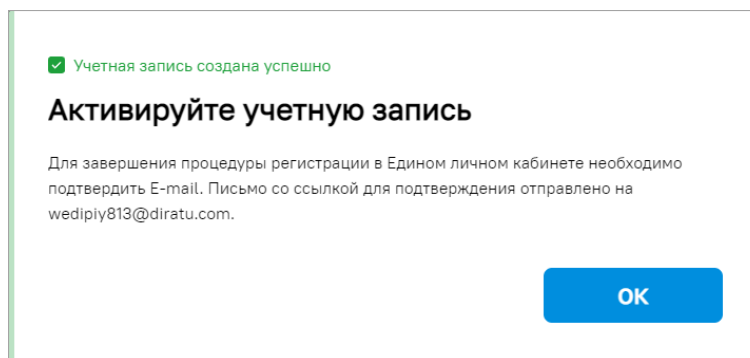 Учетная запись создана успешно
Активируйте учетную запись
Для завершения процедуры регистрации в Едином личном кабинете необходимо
подтвердить E-mail. Письмо со ссылкой для подтверждения отправлено на
wedipiy813@diratu.com.
ОК